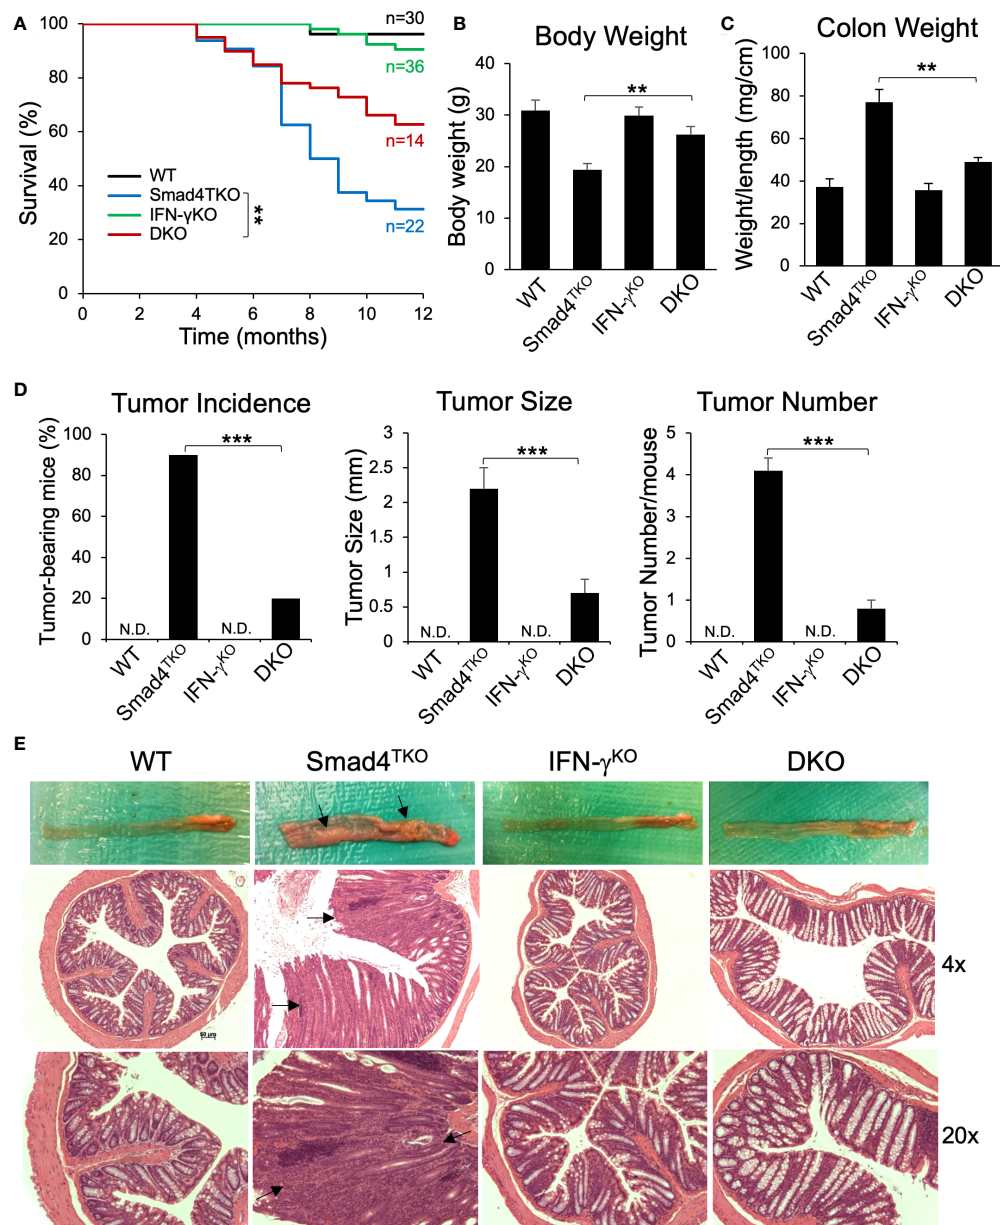 A
Survival (%)
100
80
60
40
20
0
0 2 4 6 8 10 12
Time (months)
n=30
n=36
n=14
n=22
WT
Smad4TKO
IFN-γKO
DKO
**
B
Body Weight
Body weight (g)
40
30
20
10
0
**
WT
Smad4TKO
IFN-γKO
DKO
C
Colon Weight
Weight/length (mg/cm)
100
80
60
40
20
0
**
WT
Smad4TKO
IFN-γKO
DKO
D
Tumor Incidence
Tumor-bearing mice (%)
100
80
60
40
20
0
***
N.D.
N.D.
WT
Smad4TKO
IFN-γKO
DKO
Tumor Size
Tumor Size (mm)
3
2.5
2
1.5
1
0.5
0
***
N.D.
N.D.
WT
Smad4TKO
IFN-γKO
DKO
Tumor Number
Tumor Number/mouse
5
4
3
2
1
0
***
N.D.
N.D.
WT
Smad4TKO
IFN-γKO
DKO
E
WT Smad4TKO IFN-γKO DKO
4x
50 μm
20x